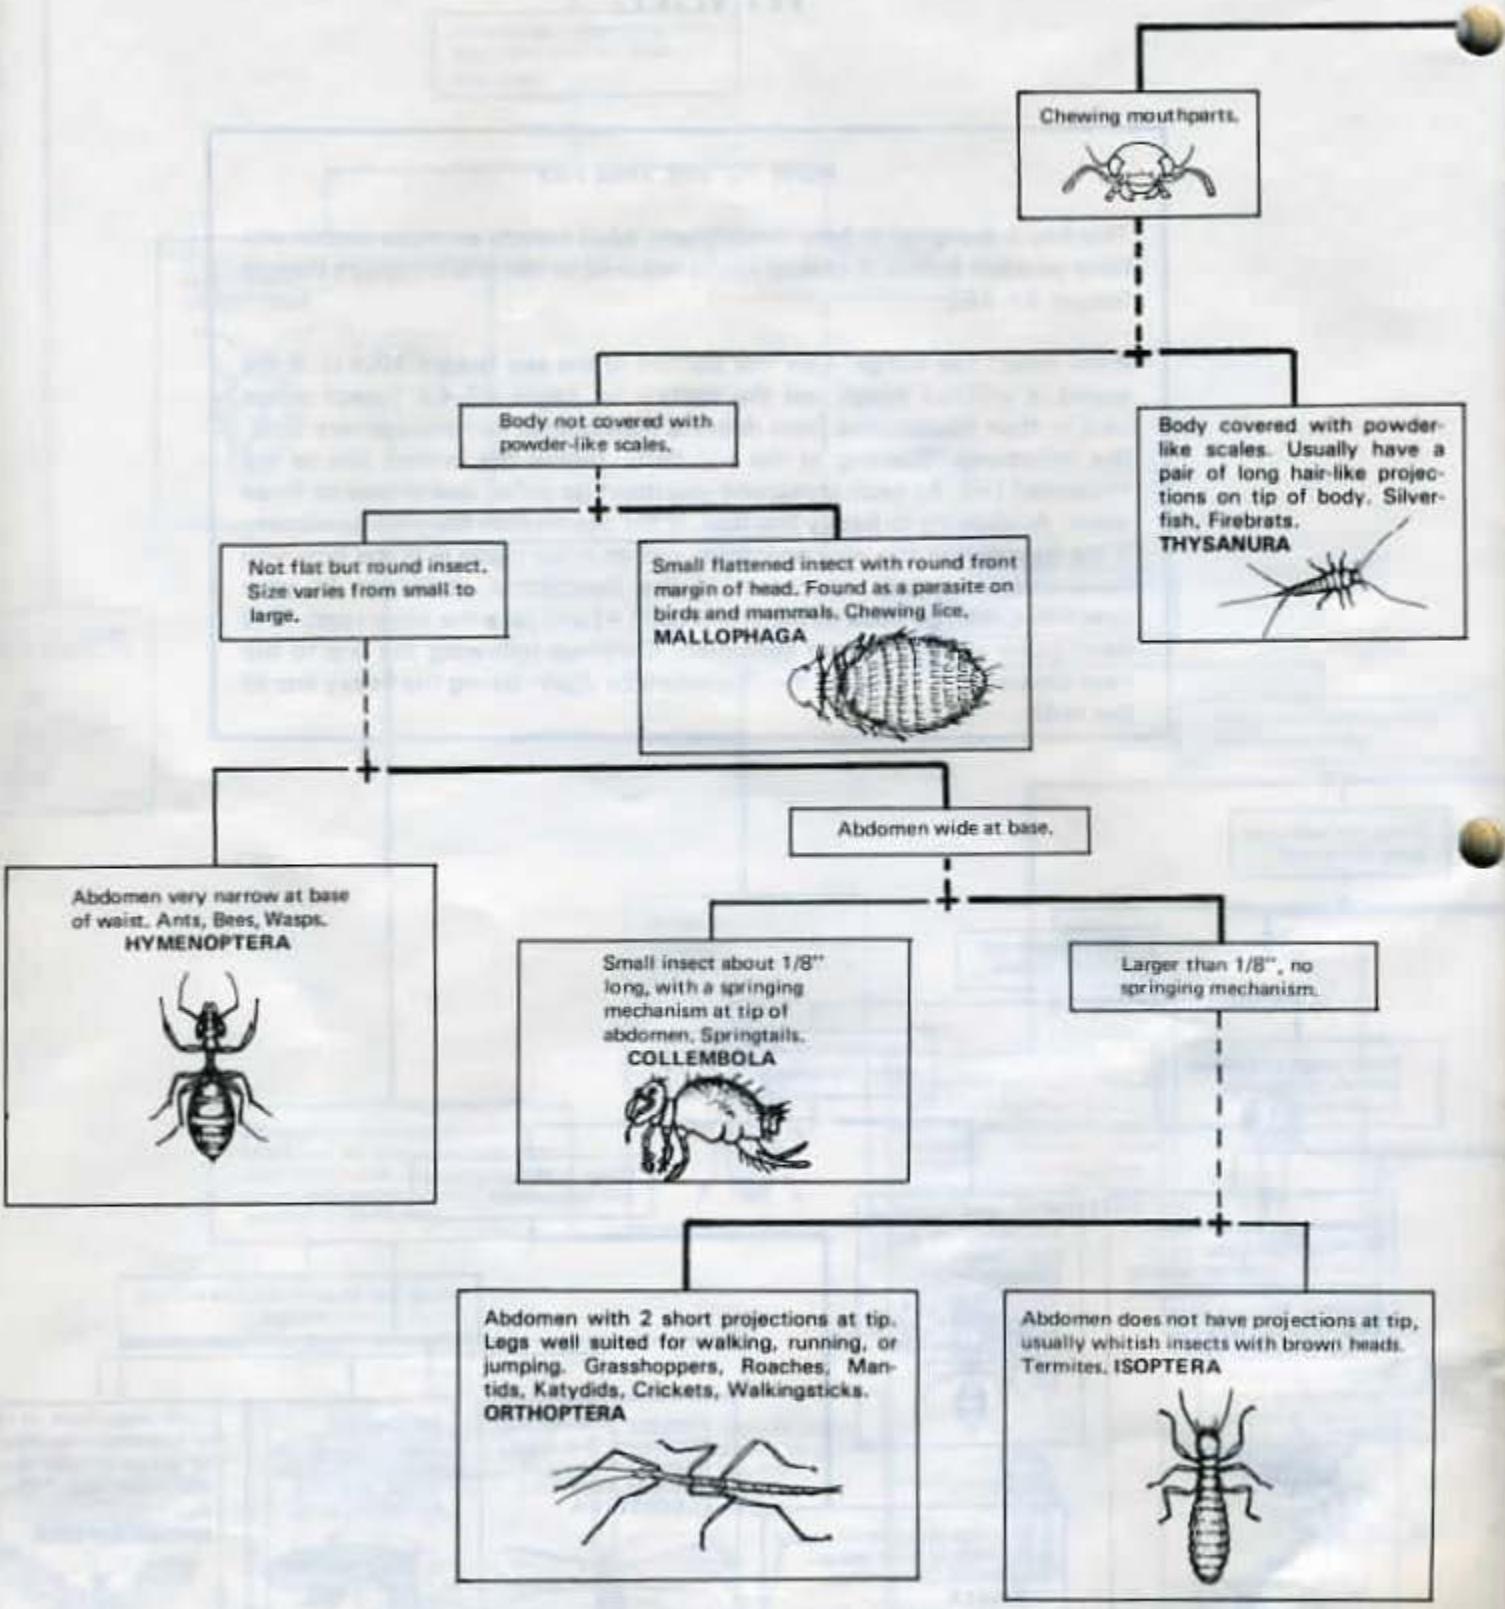 Chewing mouthparts.
Body not covered with
powder-like scales.
Body covered with powder-
like scales. Usually have a
pair of long hair-like projec-
tions on tip of body. Silver-
fish, Firebrats.
THYSANURA
Not flat but round insect.
Size varies from small to
large.
Small flattened insect with round front
margin of head. Found as a parasite on
birds and mammals. Chewing lice.
MALLOPHAGA
Abdomen wide at base.
Abdomen very narrow at base
of waist. Ants, Bees, Wasps.
HYMENOPTERA
Small insect about 1/8"
long, with a springing
mechanism at tip of
abdomen. Springtails.
COLLEMBOLA
Larger than 1/8", no
springing mechanism.
Abdomen with 2 short projections at tip.
Legs well suited for walking, running, or
jumping. Grasshoppers, Roaches, Man-
tids, Katydids, Crickets, Walkingsticks.
ORTHOPTERA
Abdomen does not have projections at tip,
usually whitish insects with brown heads.
Termites. ISOPTERA